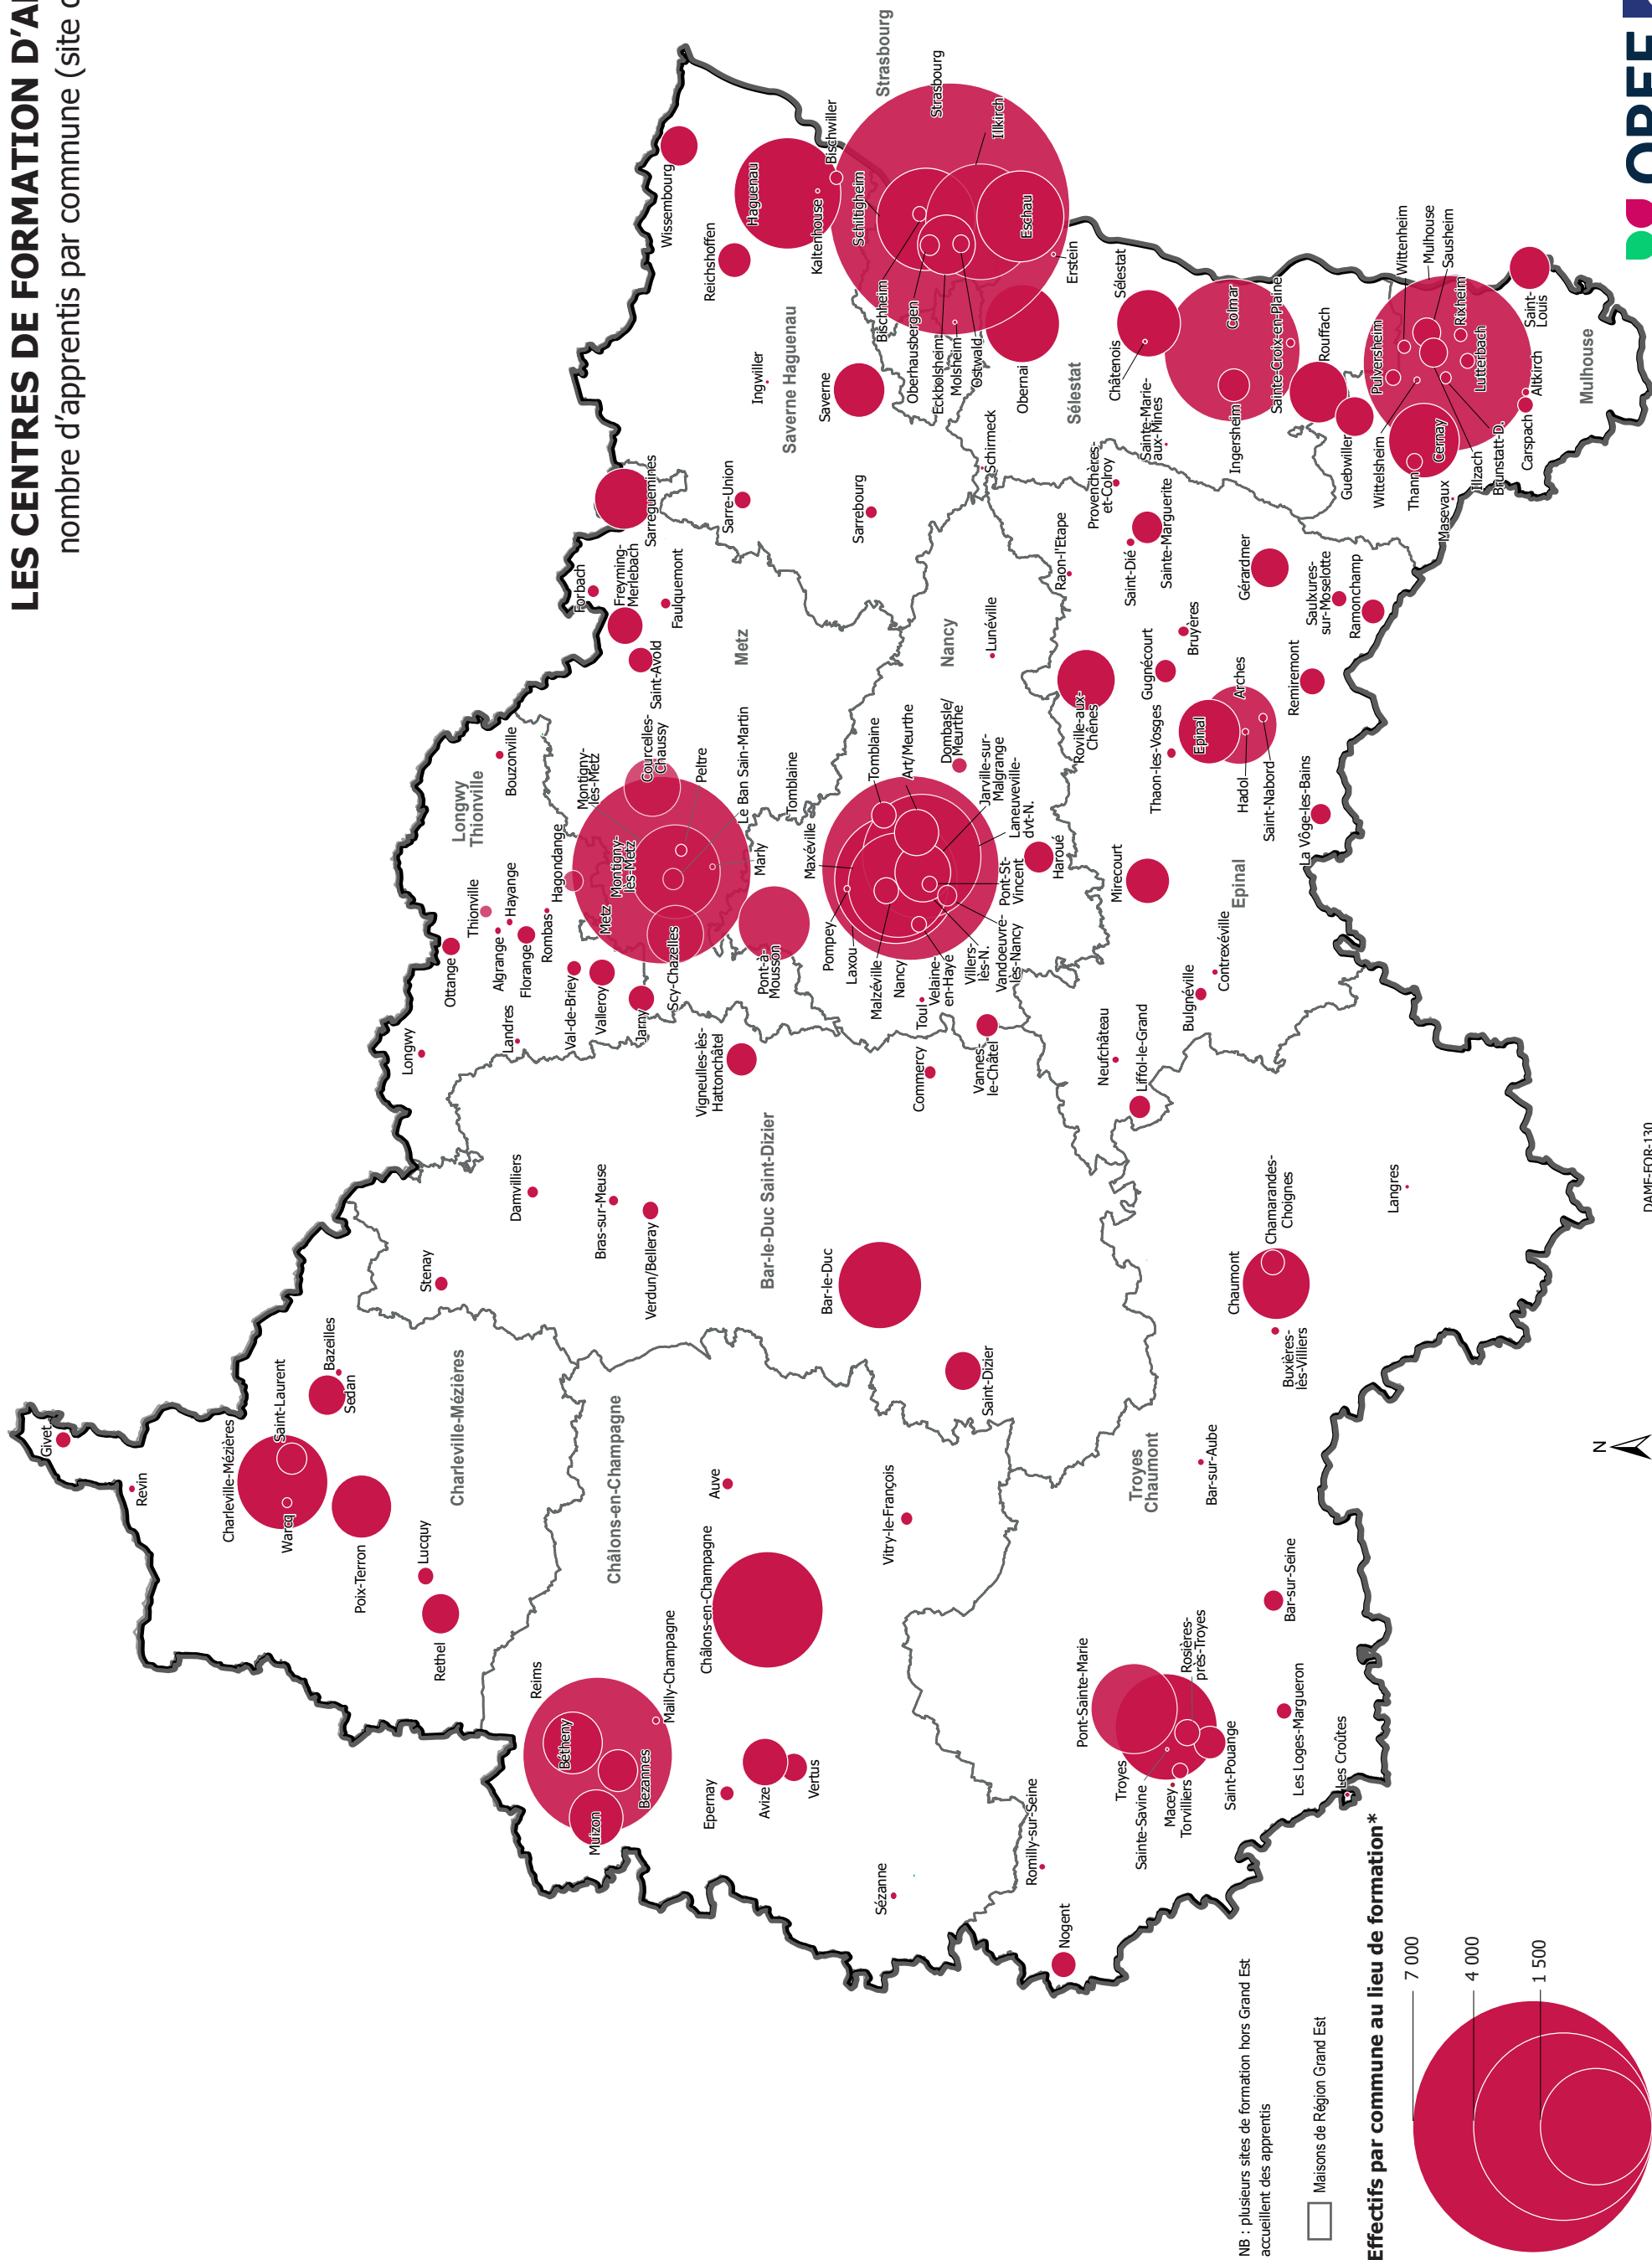 LES CENTRES DE FORMATION D'A
nombre d'apprentis par commune (site
Givet
Revin
Charleville-Mézières
Saint-Laurent
Warcq
Bazeilles
Sedan
Poix-Terron
Lucquy
Rethel
Charleville-Mézières
Stenay
Damvilliers
Bras-sur-Meuse
Verdun/Belleray
Bar-le-Duc Saint-Dizier
Bar-le-Duc
Saint-Dizier
Vigneulles-lès-
Hattonchâtel
Commercy
Vannes-
le-Châtel
Châlons-en-Champagne
Reims
Bétheny
Bezannes
Muizon
Mailly-Champagne
Châlons-en-Champagne
Auve
Epernay
Avize
Vertus
Vitry-le-François
Sézanne
Romilly-sur-Seine
Nogent
Pont-Sainte-Marie
Troyes
Sainte-Savine
Macey
Torvilliers
Rosières-
près-Troyes
Saint-Pouange
Les Loges-Margueron
Les Croûtes
Bar-sur-Seine
Bar-sur-Aube
Troyes
Chaumont
Chaumont
Chamarandes-
Choignes
Buxières-
lès-Villiers
Langres
Longwy
Longwy
Thionville
Ottange
Thionville
Algrange
Hayange
Florange
Rombas
Landres
Hagondange
Bouzonville
Val-de-Briey
Valleroy
Jarny
Metz
Montigny-
lès-Metz
Montigny-
lès-Metz
Courcelles-
Chaussy
Peltre
Le Ban Saint-Martin
Marly
Scy-Chazelles
Pont-à-
Mousson
Metz
Forbach
Freyming-
Merlebach
Faulquemont
Saint-Avold
Sarreguemines
Sarre-Union
Sarrebourg
Tomblaine
Maxéville
Tomblaine
Art/Meurthe
Dombasle/
Meurthe
Jarville-sur-
Malgrange
Laneuveville-
dvt-N.
Pont-St-
Vincent
Haroué
Pompey
Laxou
Malzéville
Nancy
Velaine-
en-Haye
Villers-
lès-N.
Vandoeuvre-
lès-Nancy
Toul
Nancy
Lunéville
Roville-aux-
Chênes
Raon-l'Etape
Provenchères-
et-Colroy
Saint-Dié
Sainte-Marguerite
Gérardmer
Saulxures-
sur-Moselotte
Ramonchamp
Remiremont
Bruyères
Gugnécourt
Thaon-les-Vosges
Epinal
Arches
Hadol
Saint-Nabord
La Vôge-les-Bains
Epinal
Mirecourt
Contrexéville
Bulgnéville
Neufchâteau
Liffol-le-Grand
Wissembourg
Reichshoffen
Haguenau
Kaltenhouse
Bischwiller
Ingwiller
Saverne Haguenau
Saverne
Strasbourg
Strasbourg
Schiltigheim
Illkirch
Eschau
Erstein
Bischheim
Oberhausbergen
Eckbolsheim
Molsheim
Ostwald
Obernai
Schirmeck
Sélestat
Sélestat
Châtenois
Sainte-Marie-
aux-Mines
Colmar
Ingersheim
Sainte-Croix-en-Plaine
Rouffach
Guebwiller
Pulversheim
Wittenheim
Mulhouse
Sausheim
Rixheim
Lutterbach
Wittelsheim
Cernay
Thann
Masevaux
Illzach
Brunstatt-D.
Carspach
Altkirch
Saint-
Louis
Mulhouse
NB : plusieurs sites de formation hors Grand Est
accueillent des apprentis
Maisons de Région Grand Est
Effectifs par commune au lieu de formation*
7 000
4 000
1 500
N
DAMF-FOR-130
OREF